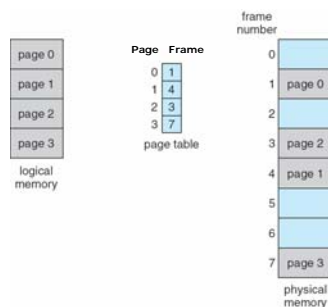 frame
number
Page Frame
page 0
page 1
page 2
page 3
logical
memory
0 1
1 4
2 3
3 7
page table
0
1 page 0
2
3 page 2
4 page 1
5
6
7 page 3
physical
memory